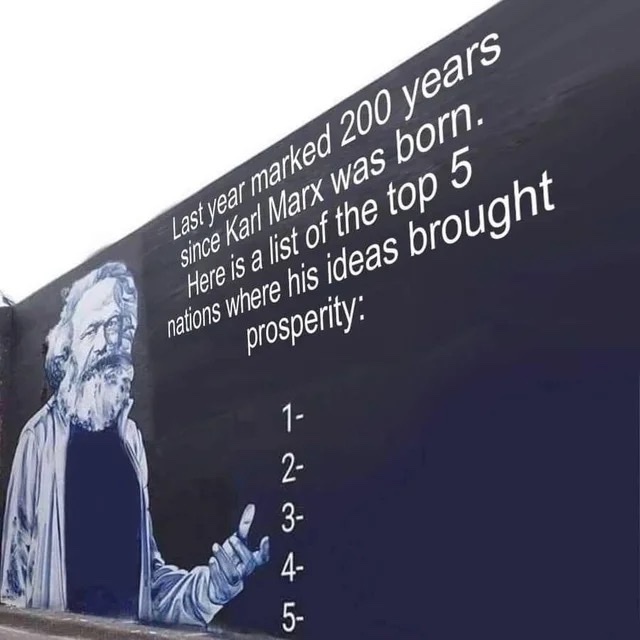 Last year marked 200 years
since Karl Marx was born.
Here is a list of the top 5
nations where his ideas brought
prosperity:
1-
2-
3-
4-
5-